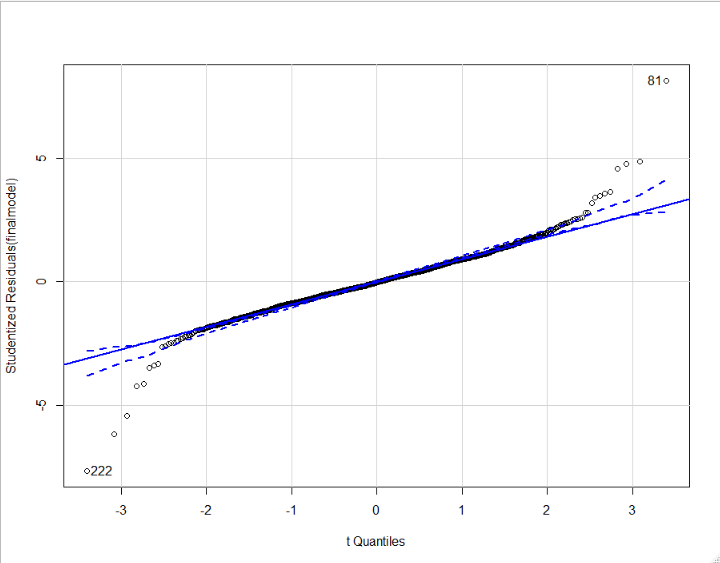 81
5
0
-5
Studentized Residuals(finalmodel)
222
-3 -2 -1 0 1 2 3
t Quantiles